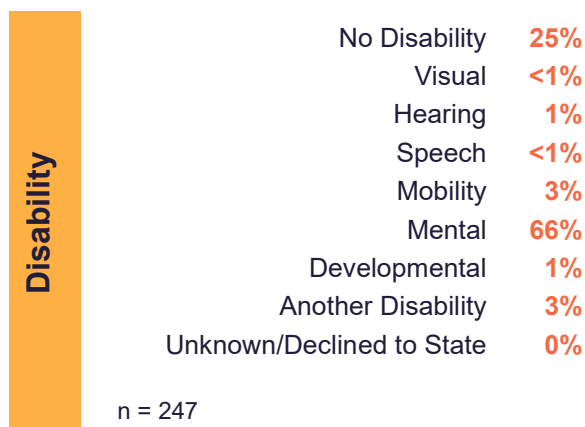 Disability
No Disability 25%
Visual <1%
Hearing 1%
Speech <1%
Mobility 3%
Mental 66%
Developmental 1%
Another Disability 3%
Unknown/Declined to State 0%
n = 247